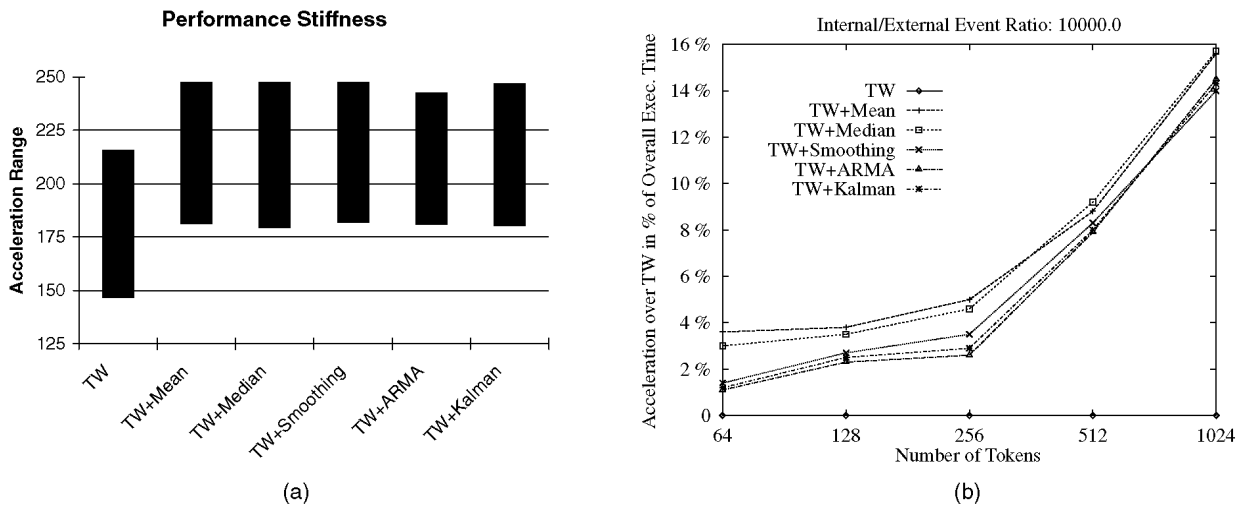 Performance Stiffness
Acceleration Range
250
225
200
175
150
125
TW
TW+Mean
TW+Median
TW+Smoothing
TW+ARMA
TW+Kalman
(a)
Internal/External Event Ratio: 10000.0
Acceleration over TW in % of Overall Exec. Time
16 %
14 %
12 %
10 %
8 %
6 %
4 %
2 %
0
TW
TW+Mean
TW+Median
TW+Smoothing
TW+ARMA
TW+Kalman
64
128
256
512
1024
Number of Tokens
(b)